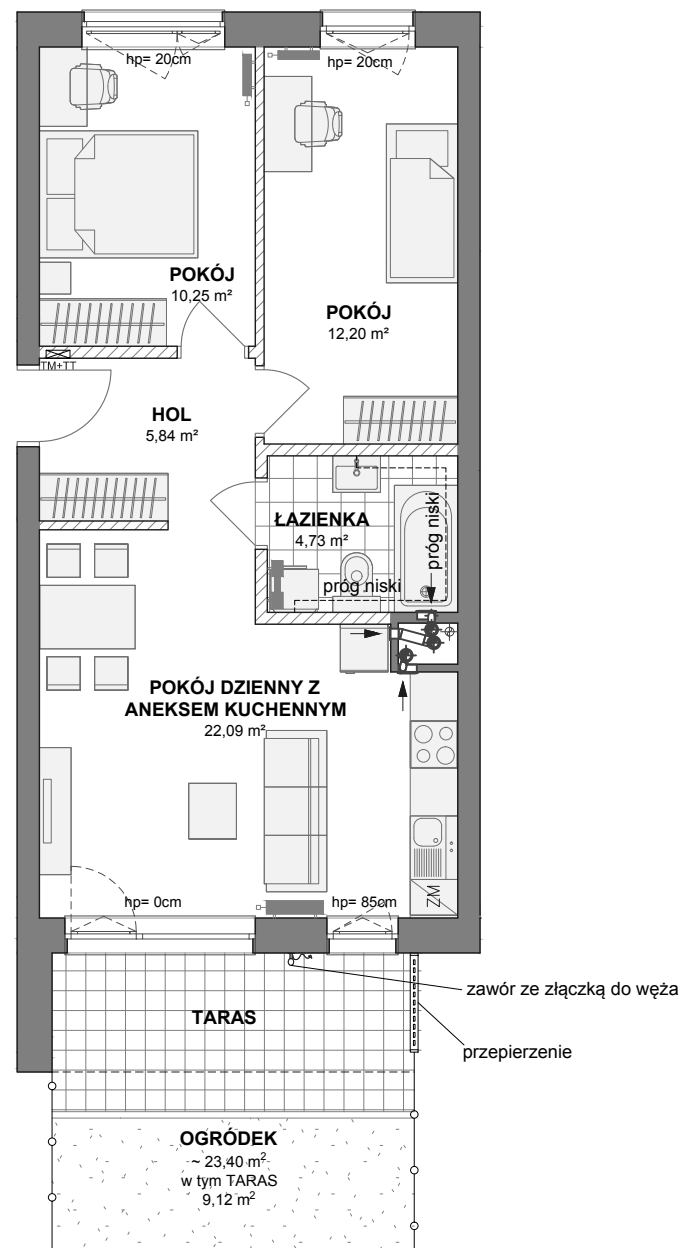 hp= 20cm
hp= 20cm
POKÓJ
10,25 m²
POKÓJ
12,20 m²
TM+TT
HOL
5,84 m²
ŁAZIENKA
4,73 m²
próg niski
próg niski
POKÓJ DZIENNY Z
ANEKSEM KUCHENNYM
22,09 m²
ZM
hp= 0cm
hp= 85cm
zawór ze złączką do węża
TARAS
przepierzenie
OGRÓDEK
~ 23,40 m²
w tym TARAS
9,12 m²